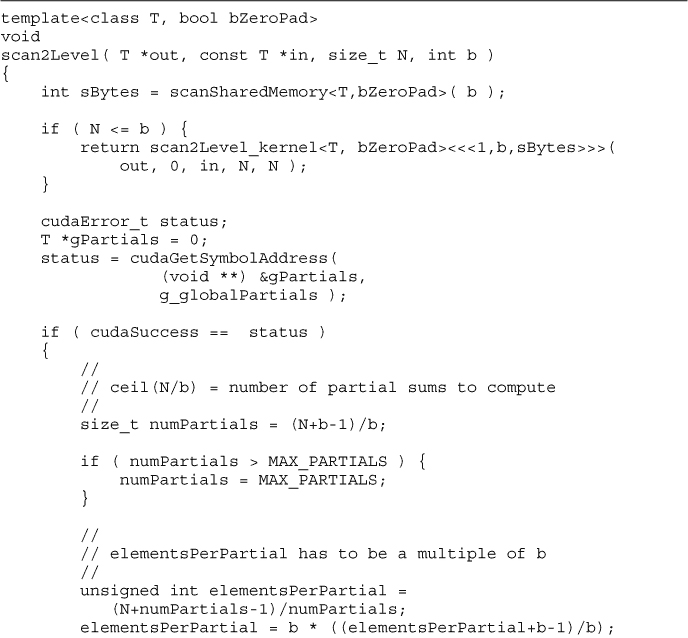 template<class T, bool bZeroPad>
void
scan2Level( T *out, const T *in, size_t N, int b )
{
    int sBytes = scanSharedMemory<T,bZeroPad>( b );

    if ( N <= b ) {
        return scan2Level_kernel<T, bZeroPad><<<1,b,sBytes>>>(
            out, 0, in, N, N );
    }

    cudaError_t status;
    T *gPartials = 0;
    status = cudaGetSymbolAddress(
                (void **) &gPartials,
                g_globalPartials );

    if ( cudaSuccess ==  status )
    {
        //
        // ceil(N/b) = number of partial sums to compute
        //
        size_t numPartials = (N+b-1)/b;

        if ( numPartials > MAX_PARTIALS ) {
            numPartials = MAX_PARTIALS;
        }

        //
        // elementsPerPartial has to be a multiple of b
        //
        unsigned int elementsPerPartial =
           (N+numPartials-1)/numPartials;
        elementsPerPartial = b * ((elementsPerPartial+b-1)/b);